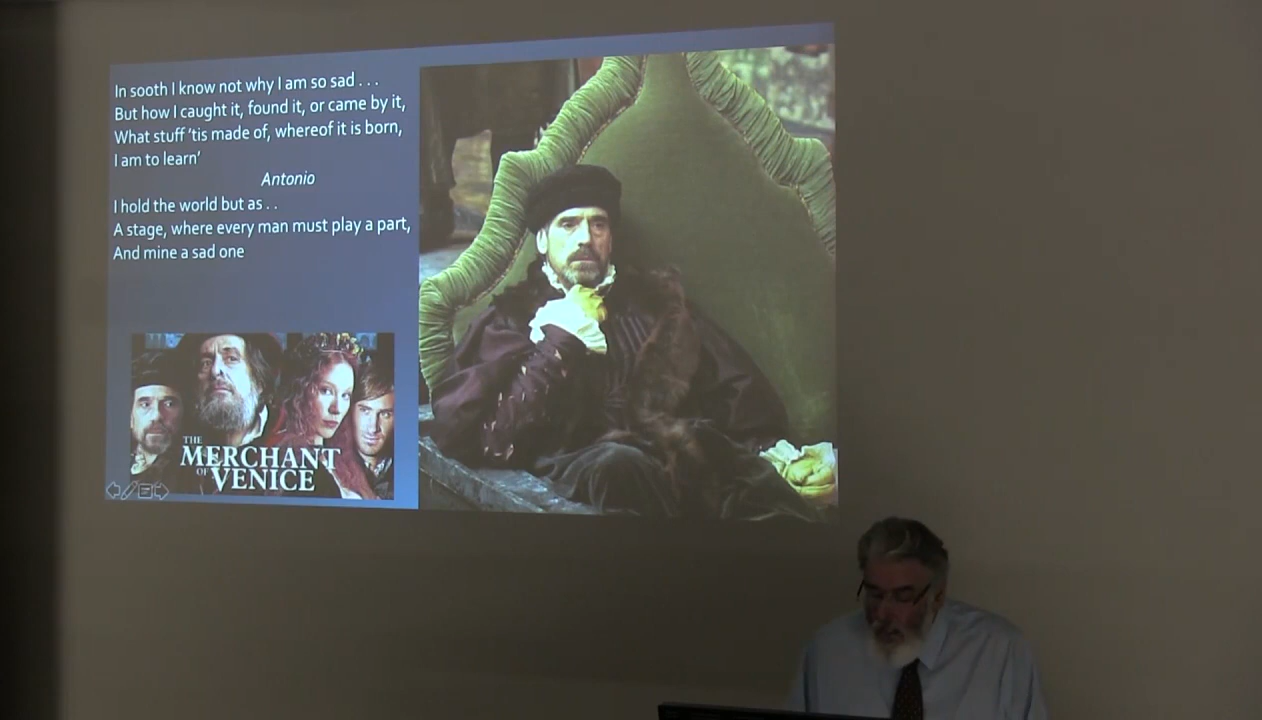 In sooth I know not why I am so sad . . .
But how I caught it, found it, or came by it,
What stuff ’tis made of, whereof it is born,
I am to learn’
Antonio
I hold the world but as . .
A stage, where every man must play a part,
And mine a sad one
THE
MERCHANT
OF
VENICE